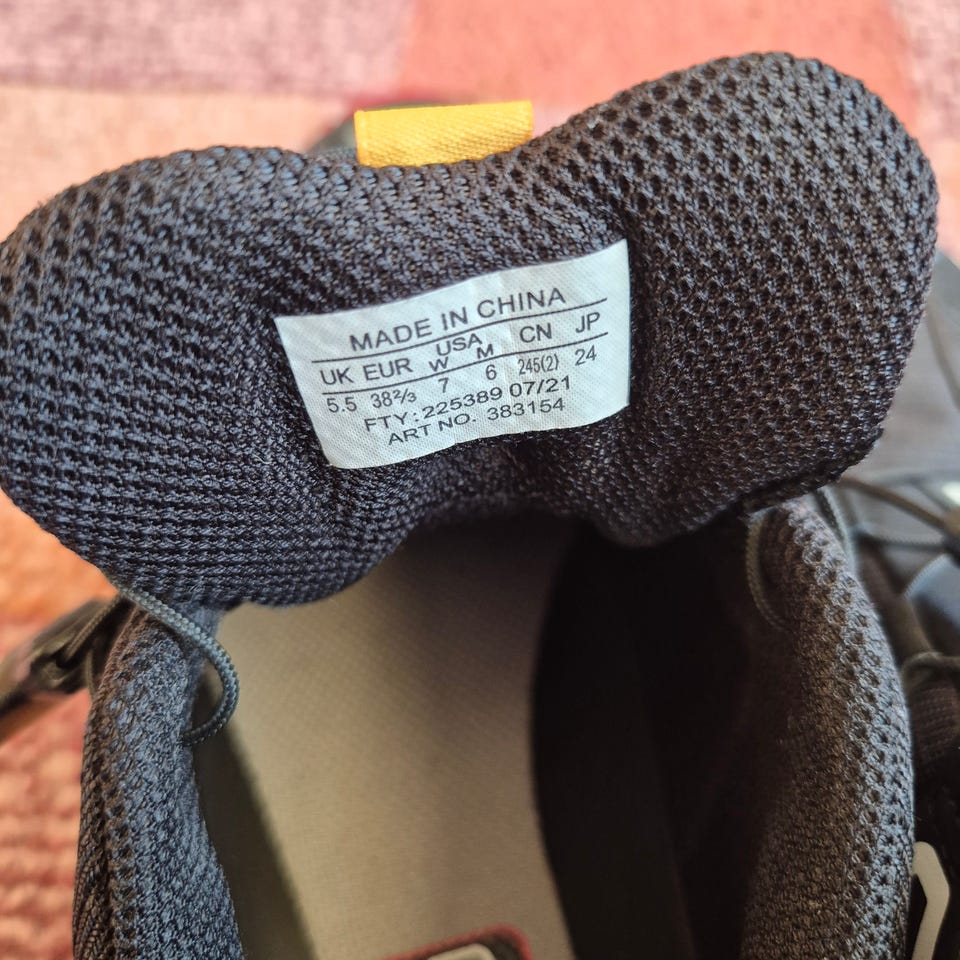 MADE IN CHINA
UK EUR USA CN JP
W M
5.5 38⅔ 7 6 245(2) 24
FTY: 225389 07/21
ART NO. 383154